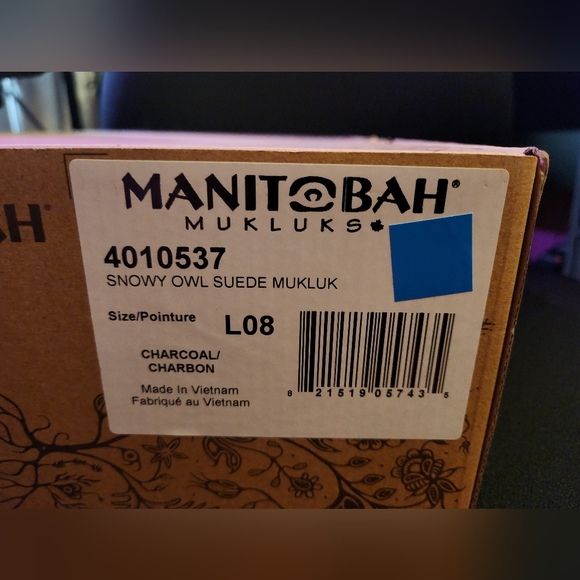 AH
MANITOBAH®
MUKLUKS
4010537
SNOWY OWL SUEDE MUKLUK
Size/Pointure L08
CHARCOAL/
CHARBON
Made In Vietnam
Fabriqué au Vietnam
8 21519 05743 5